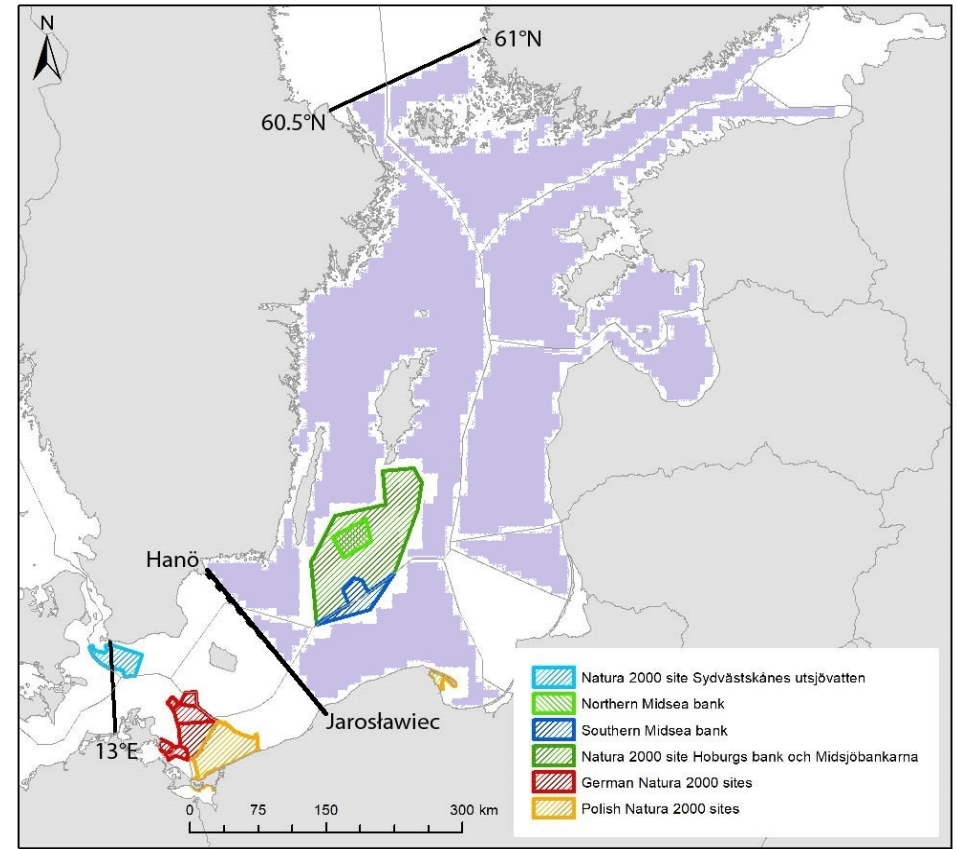 N
61°N
60.5°N
Hanö
Jarosławiec
13°E
0 75 150 300 km
Natura 2000 site Sydvästskånes utsjövatten
Northern Midsea bank
Southern Midsea bank
Natura 2000 site Hoburgs bank och Midsjöbankarna
German Natura 2000 sites
Polish Natura 2000 sites